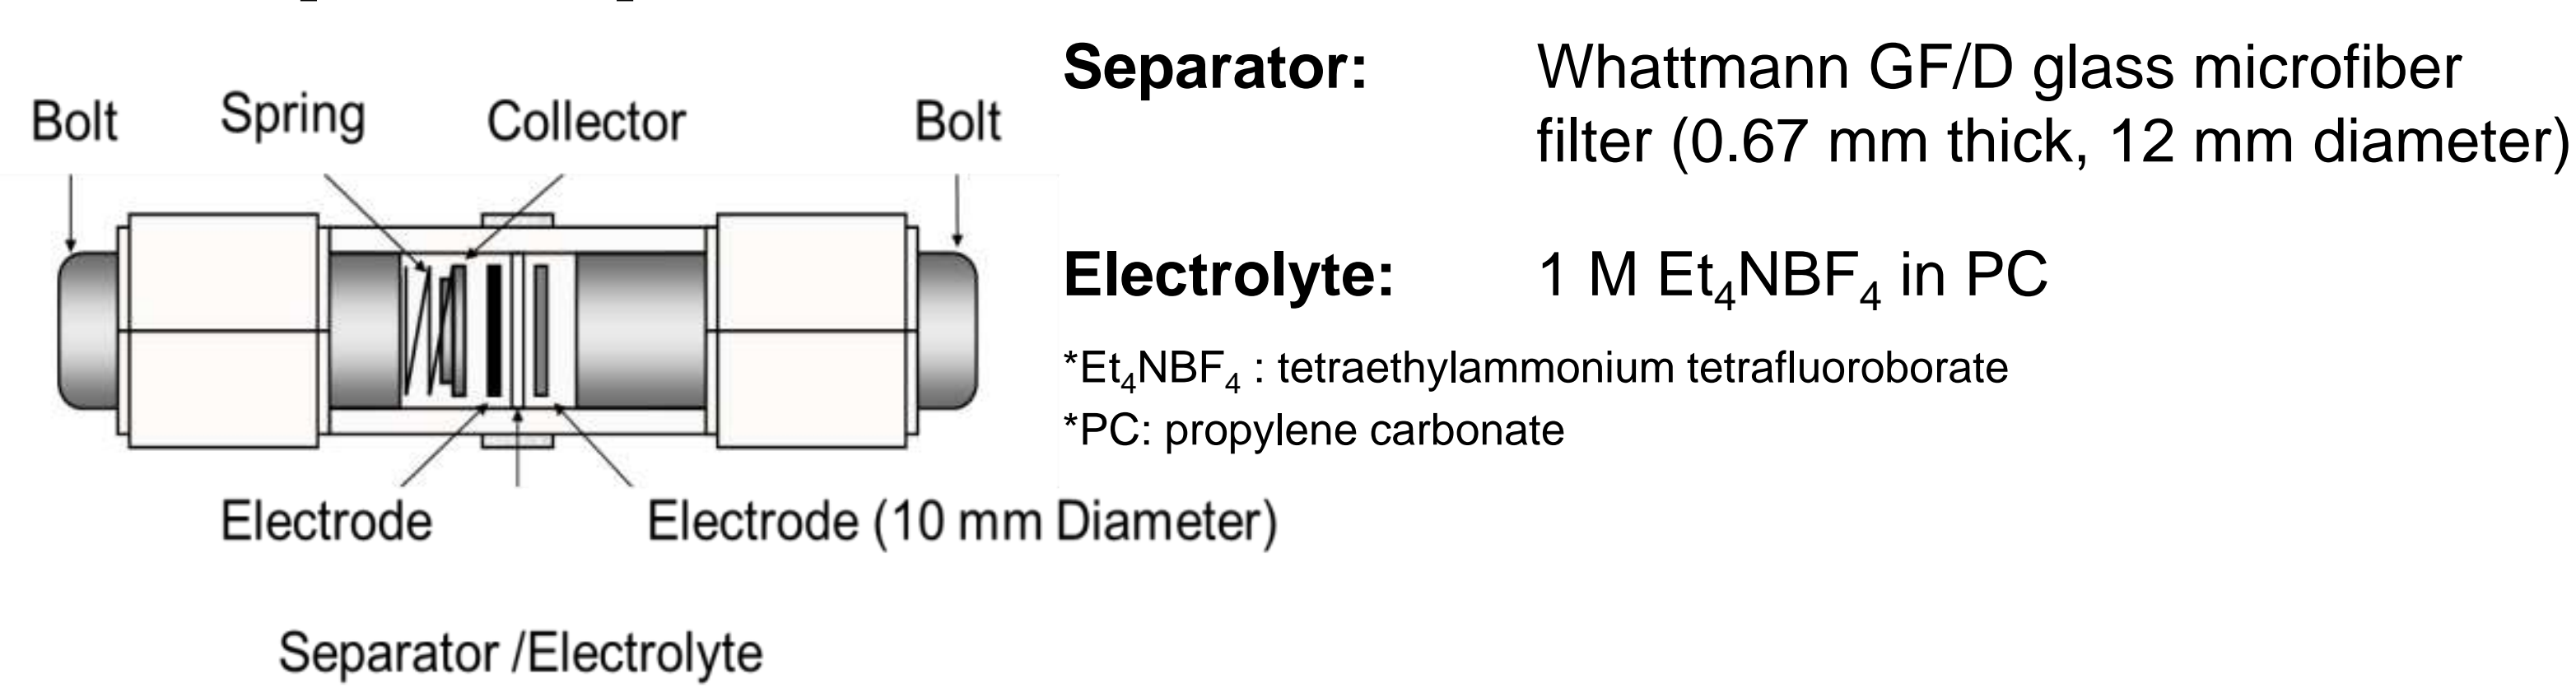 Bolt
Spring
Collector
Bolt
Electrode
Electrode (10 mm Diameter)
Separator /Electrolyte
Separator: Whattmann GF/D glass microfiber
filter (0.67 mm thick, 12 mm diameter)
Electrolyte: 1 M Et₄NBF₄ in PC
*Et₄NBF₄ : tetraethylammonium tetrafluoroborate
*PC: propylene carbonate